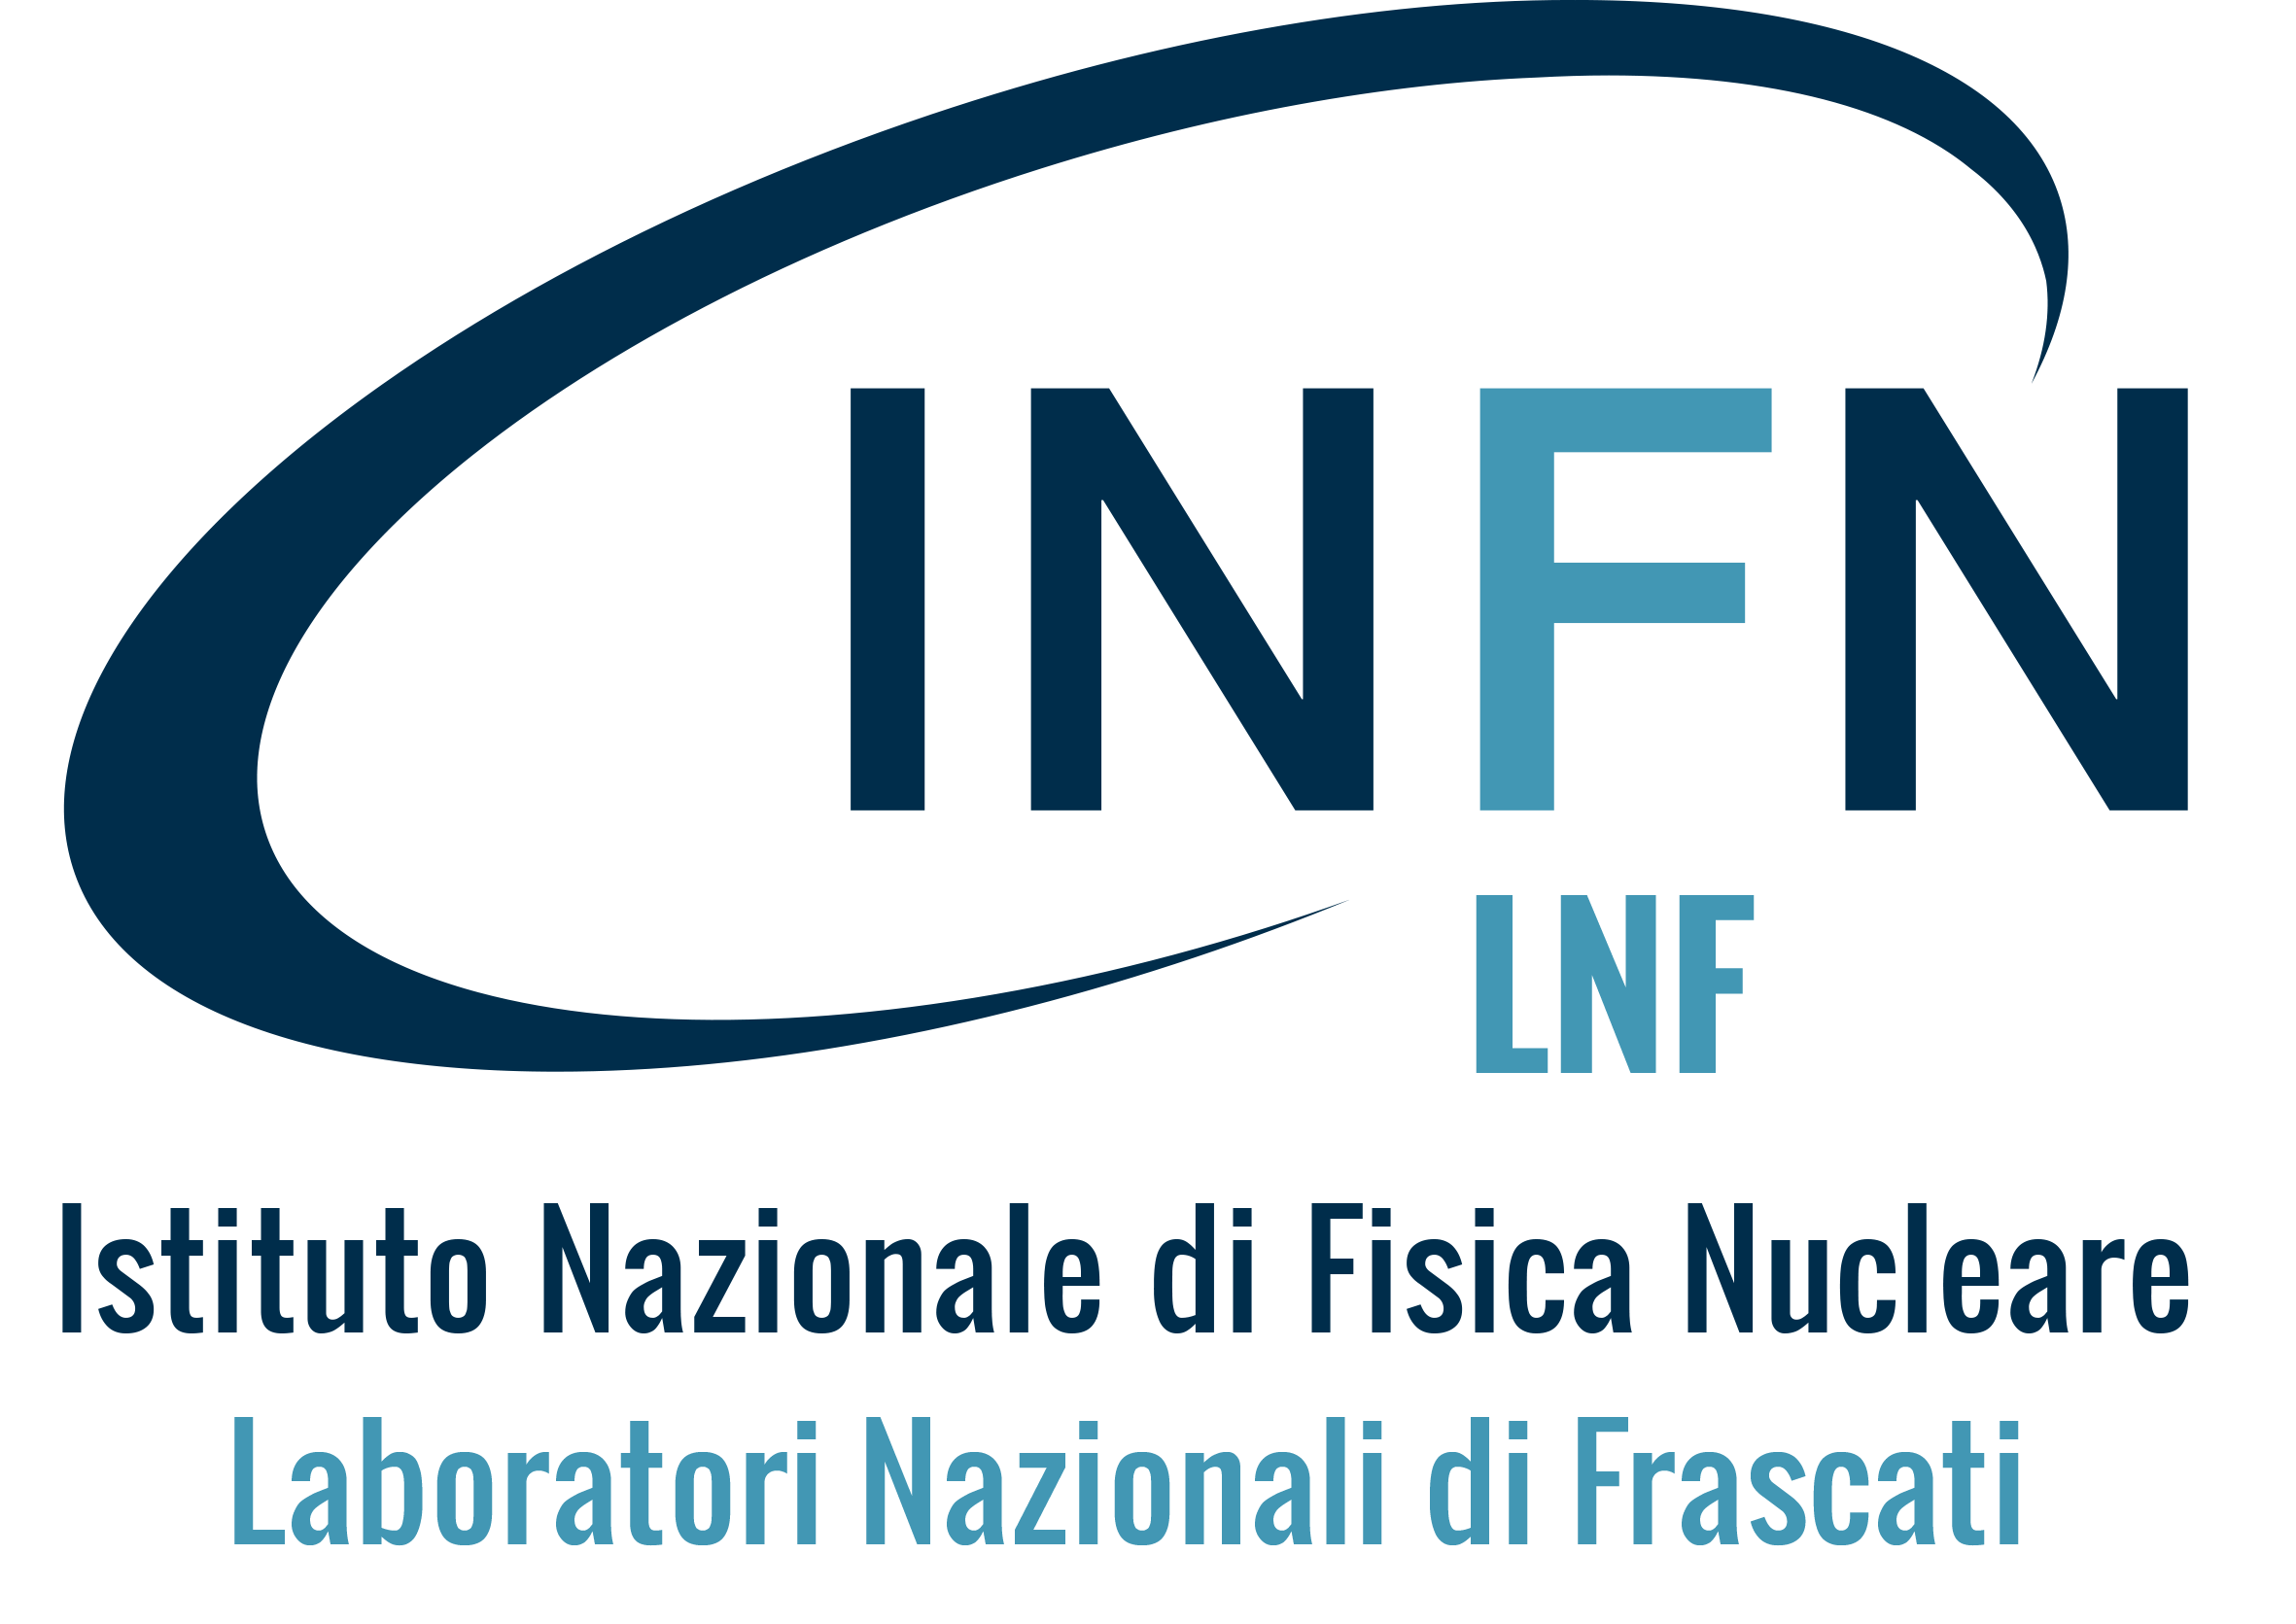 INFN
LNF
Istituto Nazionale di Fisica Nucleare
Laboratori Nazionali di Frascati